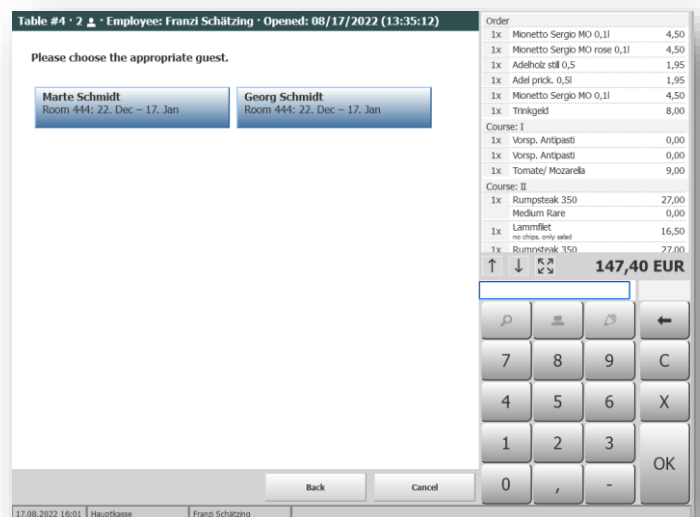 Table #4 · 2 · Employee: Franzi Schätzing · Opened: 08/17/2022 (13:35:12)
Please choose the appropriate guest.
Marte Schmidt
Room 444: 22. Dec – 17. Jan
Georg Schmidt
Room 444: 22. Dec – 17. Jan
Back
Cancel
Order
1x Mionetto Sergio MO 0,1l 4,50
1x Mionetto Sergio MO rose 0,1l 4,50
1x Adelholz still 0,5 1,95
1x Adel prick. 0,5l 1,95
1x Mionetto Sergio MO 0,1l 4,50
1x Trinkgeld 8,00
Course: I
1x Vorsp. Antipasti 0,00
1x Vorsp. Antipasti 0,00
1x Tomate/ Mozarella 9,00
Course: II
1x Rumpsteak 350 27,00
Medium Rare 0,00
1x Lammfilet 16,50
no chips, only salad
1x Rumpsteak 350 27,00
↑ ↓ 147,40 EUR
←
7 8 9 C
4 5 6 X
1 2 3
0 , - OK
17.08.2022 16:01 Hauptkasse Franzi Schätzing